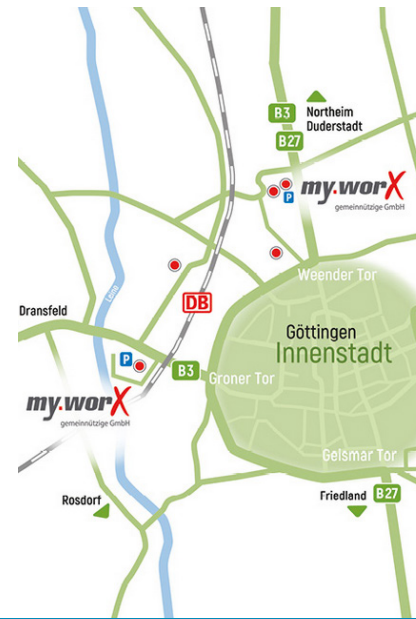 B3
Northeim
Duderstadt
B27
my.worX
gemeinnützige GmbH
P
Weender Tor
Leine
DB
Dransfeld
Göttingen
Innenstadt
P
B3
Groner Tor
my.worX
gemeinnützige GmbH
Geismar Tor
Rosdorf
Friedland
B27